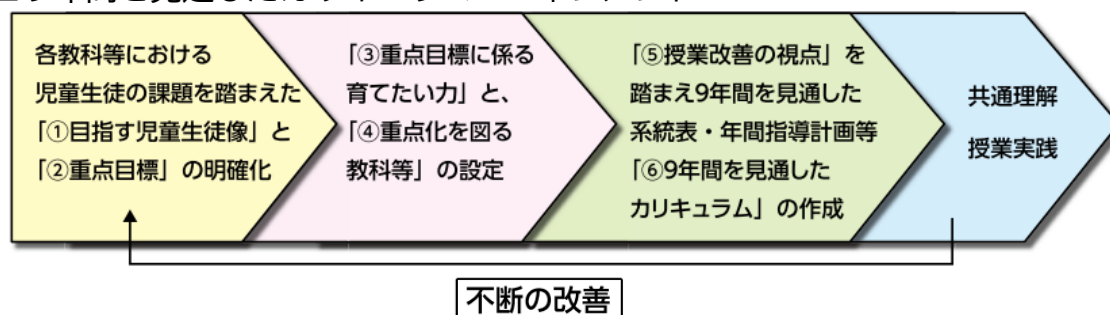 各教科等における
児童生徒の課題を踏まえた
「①目指す児童生徒像」と
「②重点目標」の明確化
「③重点目標に係る
育てたい力」と、
「④重点化を図る
教科等」の設定
「⑤授業改善の視点」を
踏まえ9年間を見通した
系統表・年間指導計画等
「⑥9年間を見通した
カリキュラム」の作成
共通理解
授業実践
不断の改善